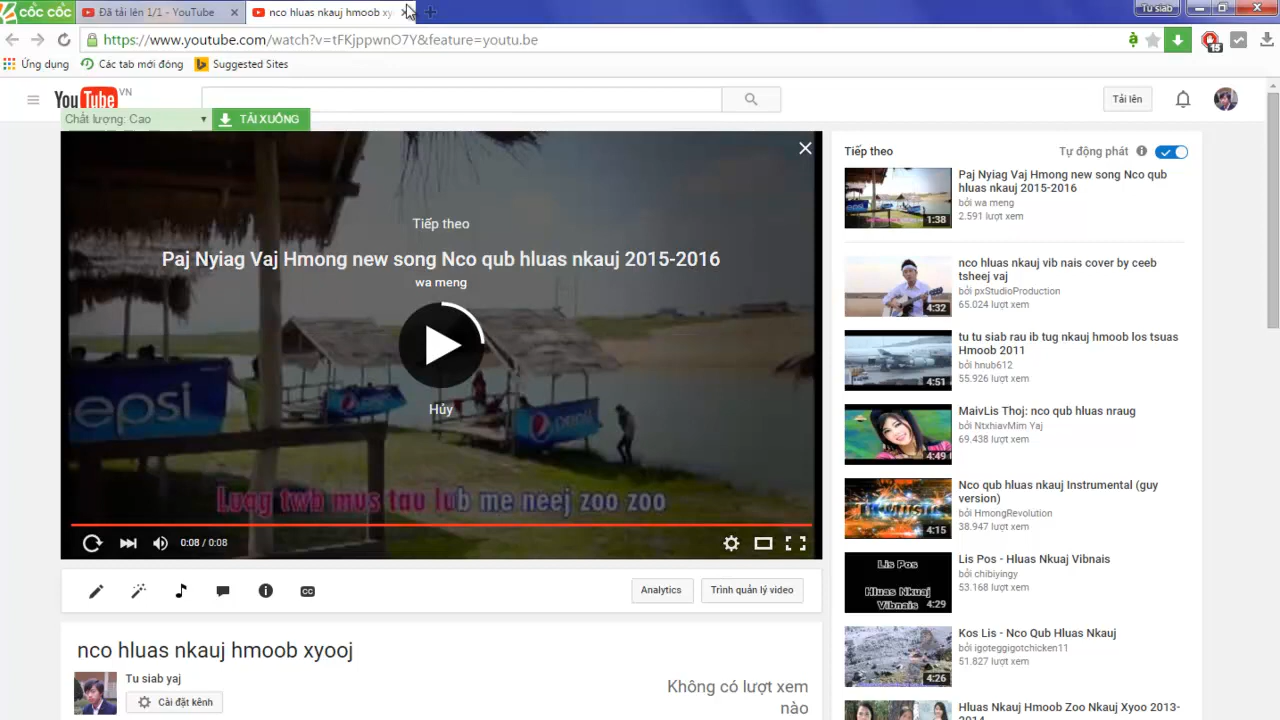 CỐC CỐC
Đã tải lên 1/1 - YouTube
nco hluas nkauj hmoob xy
Tu siab
https://www.youtube.com/watch?v=tFKjppwnO7Y&feature=youtu.be
15
Ứng dụng
Các tab mới đóng
Suggested Sites
YouTube VN
Tải lên
Chất lượng: Cao
TẢI XUỐNG
Tiếp theo
Paj Nyiag Vaj Hmong new song Nco qub hluas nkauj 2015-2016
wa meng
Hủy
epsi
Luag twb mus tau lub me neej zoo zoo
0:08 / 0:08
Analytics
Trình quản lý video
nco hluas nkauj hmoob xyooj
Tu siab yaj
Cài đặt kênh
Không có lượt xem
nào
Tiếp theo
Tự động phát
Paj Nyiag Vaj Hmong new song Nco qub
hluas nkauj 2015-2016
bởi wa meng
2.591 lượt xem
1:38
nco hluas nkauj vib nais cover by ceeb
tsheej vaj
bởi pxStudioProduction
65.024 lượt xem
4:32
tu tu siab rau ib tug nkauj hmoob los tsuas
Hmoob 2011
bởi hnub612
55.926 lượt xem
4:51
MaivLis Thoj: nco qub hluas nraug
bởi NtxhiavMim Yaj
69.438 lượt xem
4:49
Nco qub hluas nkauj Instrumental (guy
version)
bởi HmongRevolution
38.947 lượt xem
4:15
Lis Pos - Hluas Nkuaj Vibnais
bởi chibiyingy
53.168 lượt xem
Lis Pos
Hluas Nkuaj
Vibnais
4:29
Kos Lis - Nco Qub Hluas Nkauj
bởi igoteggigotchicken11
51.827 lượt xem
4:26
Hluas Nkauj Hmoob Zoo Nkauj Xyoo 2013-
2014